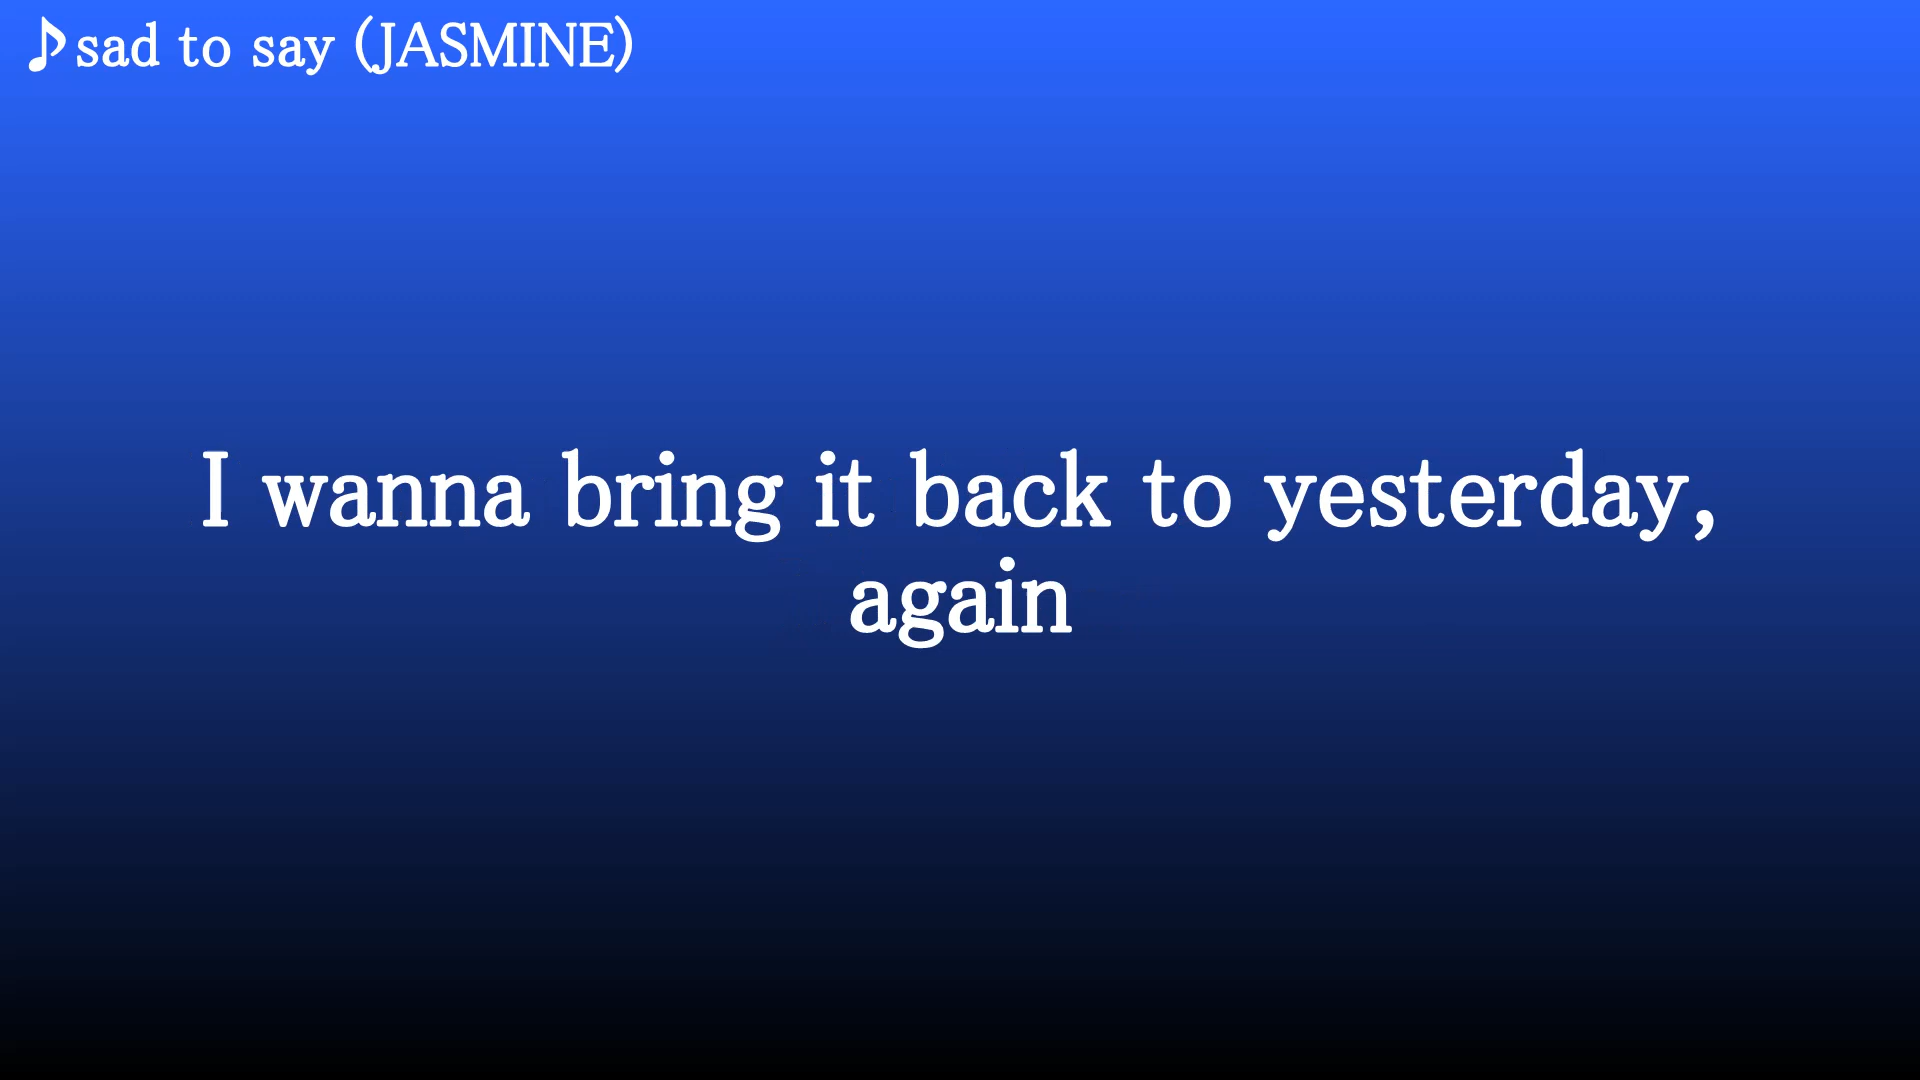 ♪sad to say (JASMINE)
I wanna bring it back to yesterday,
again